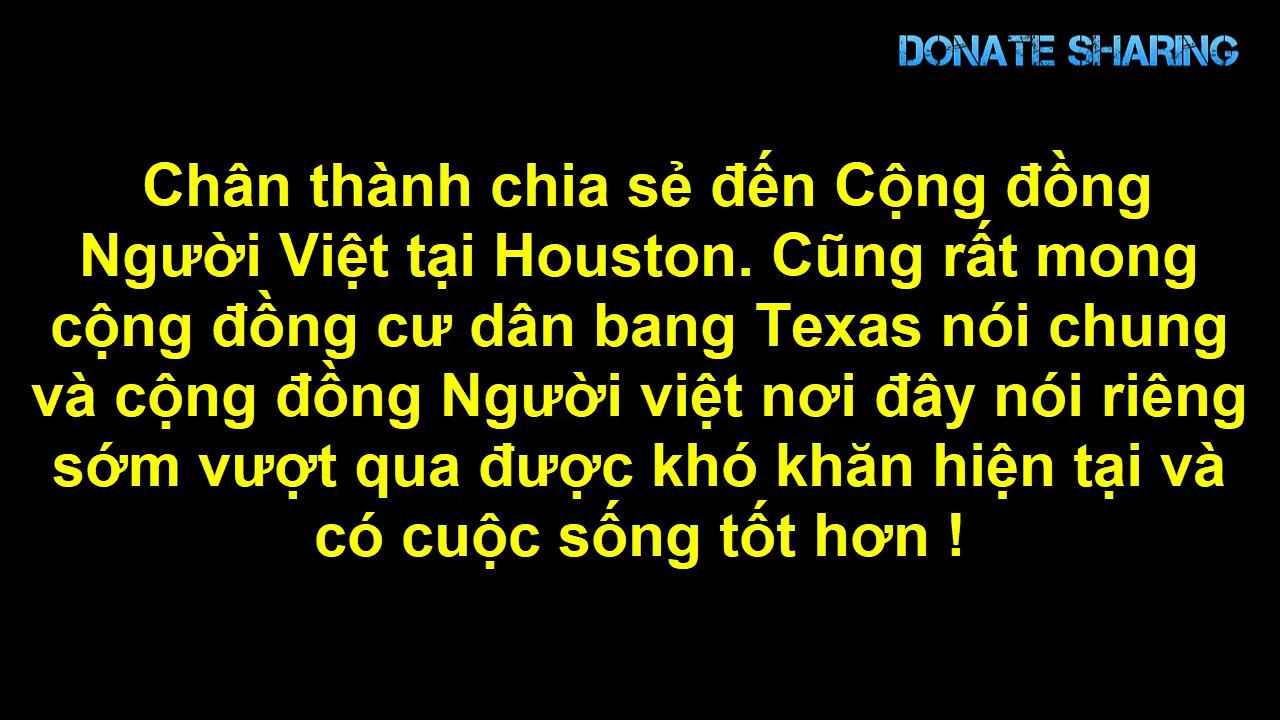 DONATE SHARING
Chân thành chia sẻ đến Cộng đồng
Người Việt tại Houston. Cũng rất mong
cộng đồng cư dân bang Texas nói chung
và cộng đồng Người việt nơi đây nói riêng
sớm vượt qua được khó khăn hiện tại và
có cuộc sống tốt hơn !